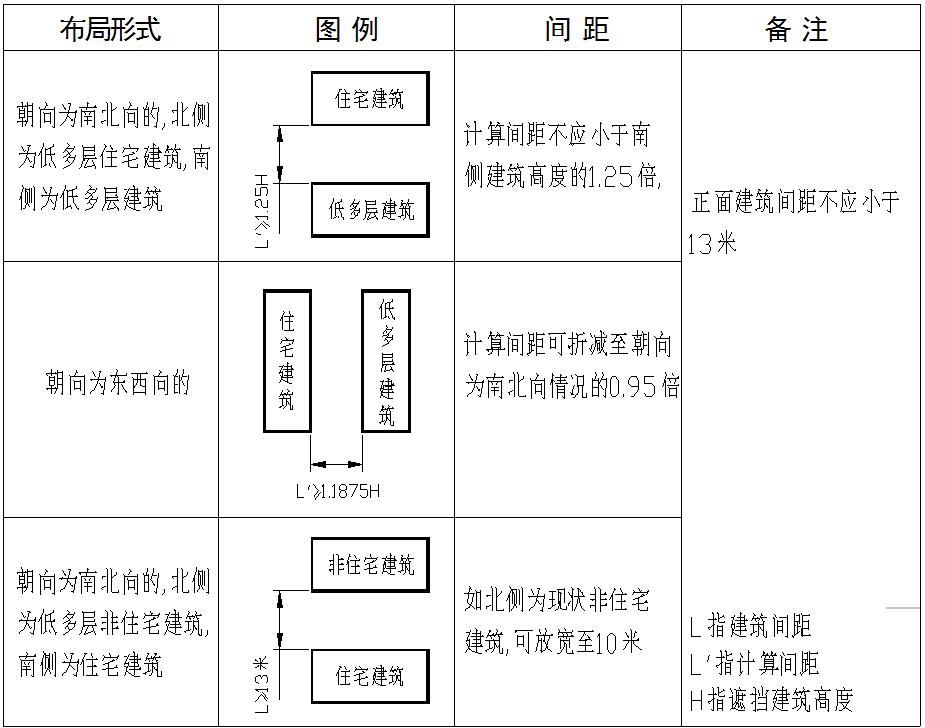 布局形式
图 例
间 距
备 注
朝向为南北向的,北侧
为低多层住宅建筑,南
侧为低多层建筑
住宅建筑
L′≥1.25H
低多层建筑
计算间距不应小于南
侧建筑高度的1.25倍,
正面建筑间距不应小于
13米
朝向为东西向的
住宅建筑
低多层建筑
L′≥1.1875H
计算间距可折减至朝向
为南北向情况的0.95倍
朝向为南北向的,北侧
为低多层非住宅建筑,
南侧为住宅建筑
非住宅建筑
L≥13米
住宅建筑
如北侧为现状非住宅
建筑,可放宽至10米
L指建筑间距
L′指计算间距
H指遮挡建筑高度